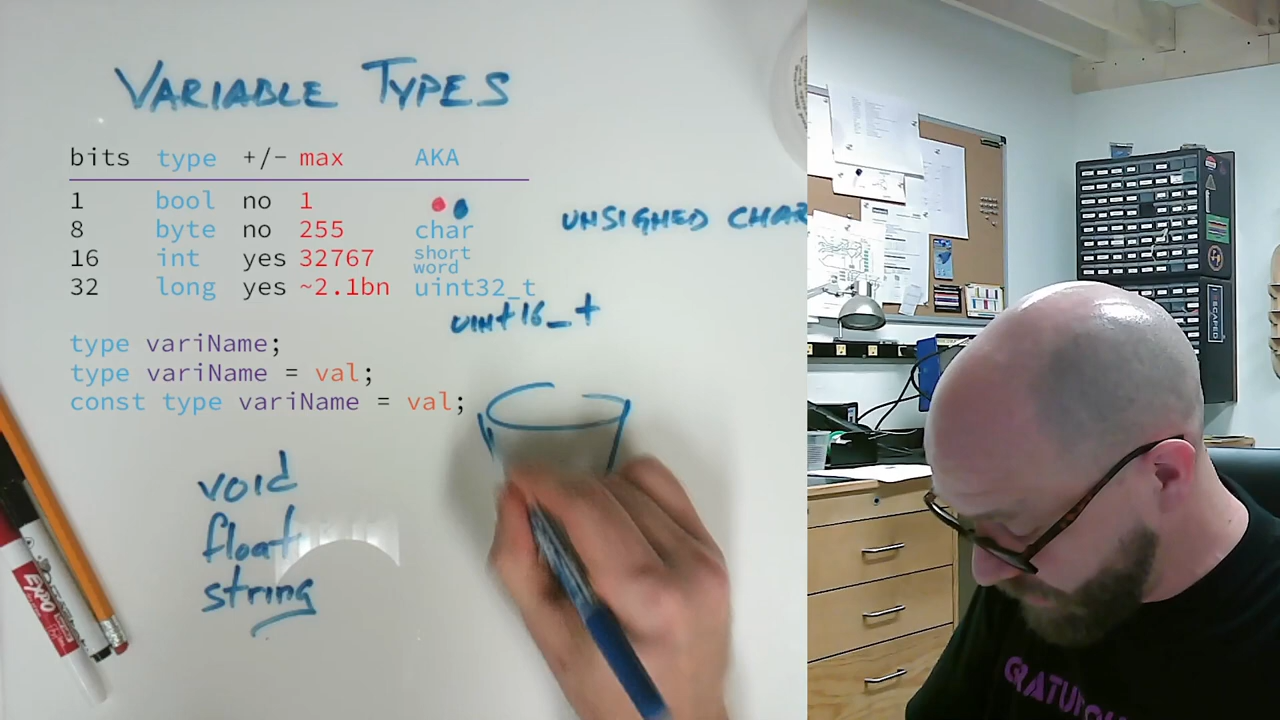 VARIABLE TYPES
bits type +/- max AKA
1 bool no 1
8 byte no 255 char
16 int yes 32767 short word
32 long yes ~2.1bn uint32_t
UNSIGNED CHAR
uint16_t
type variName;
type variName = val;
const type variName = val;
void
float
string
EXPO
SCAPED